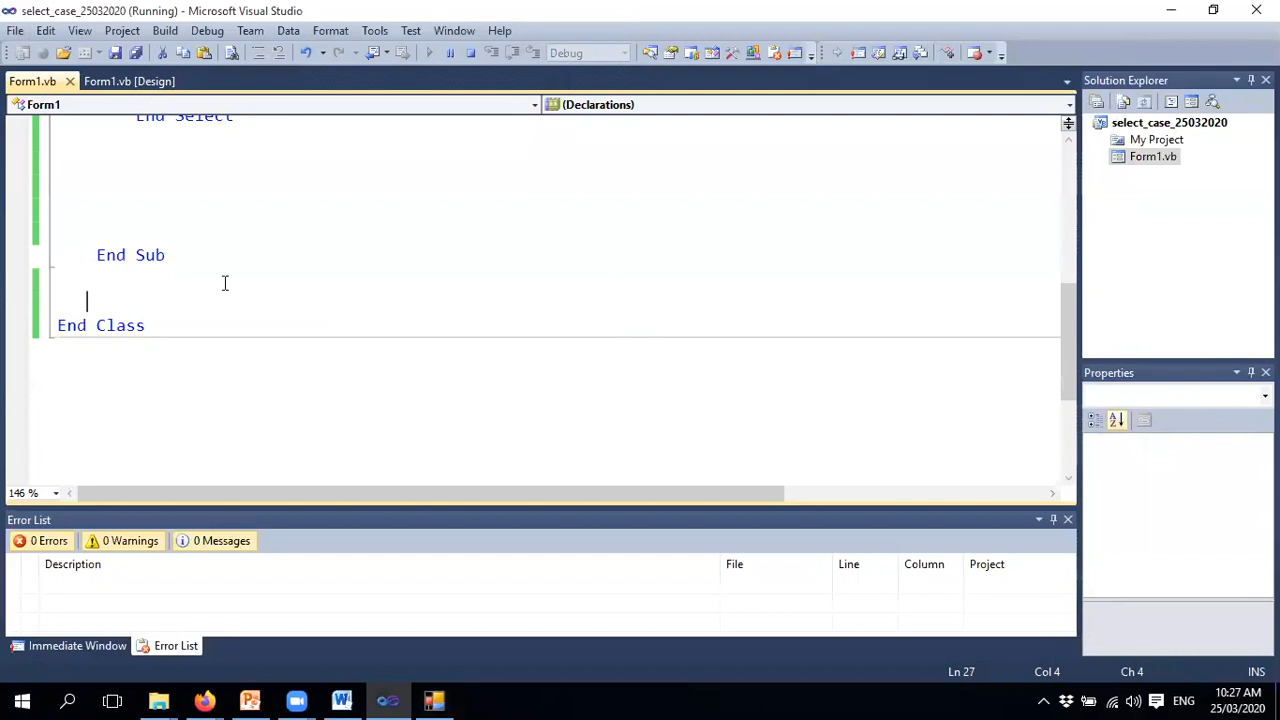 select_case_25032020 (Running) - Microsoft Visual Studio
File Edit View Project Build Debug Team Data Format Tools Test Window Help
Debug
Form1.vb Form1.vb [Design]
Form1 (Declarations)
End Select
End Sub
End Class
146 %
Solution Explorer
select_case_25032020
My Project
Form1.vb
Properties
Error List
0 Errors 0 Warnings 0 Messages
Description File Line Column Project
Immediate Window Error List
Ln 27 Col 4 Ch 4 INS
ENG
10:27 AM
25/03/2020